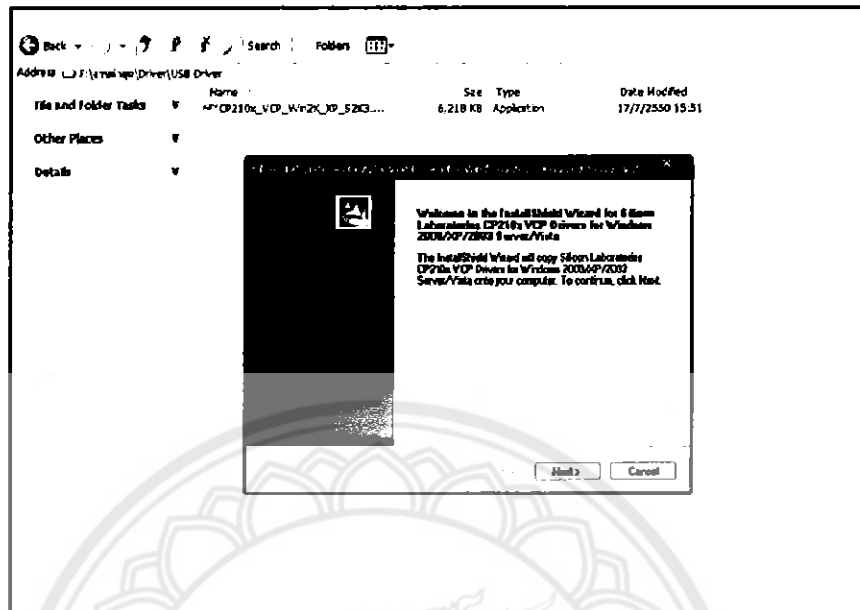 Back Search Folders
Address \Driver\USB Driver
Name Size Type Date Modified
File and Folder Tasks CP210x_VCP_Win2K_XP_S2K3.... 6,218 KB Application 17/7/2550 15:51
Other Places
Details
Welcome to the InstallShield Wizard for Silicon
Laboratories CP210x VCP Drivers for Windows
2000/XP/2003 Server/Vista
The InstallShield Wizard will copy Silicon Laboratories
CP210x VCP Drivers for Windows 2000/XP/2003
Server/Vista onto your computer. To continue, click Next.
Next > Cancel